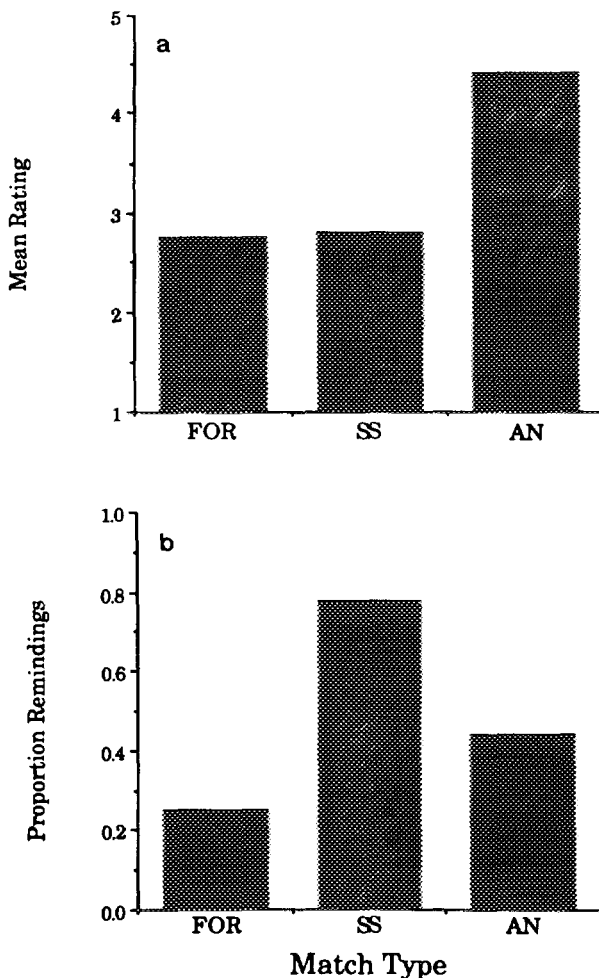 a
Mean Rating
5
4
3
2
1
FOR SS AN
b
Proportion Remindings
1.0
0.8
0.6
0.4
0.2
0.0
FOR SS AN
Match Type